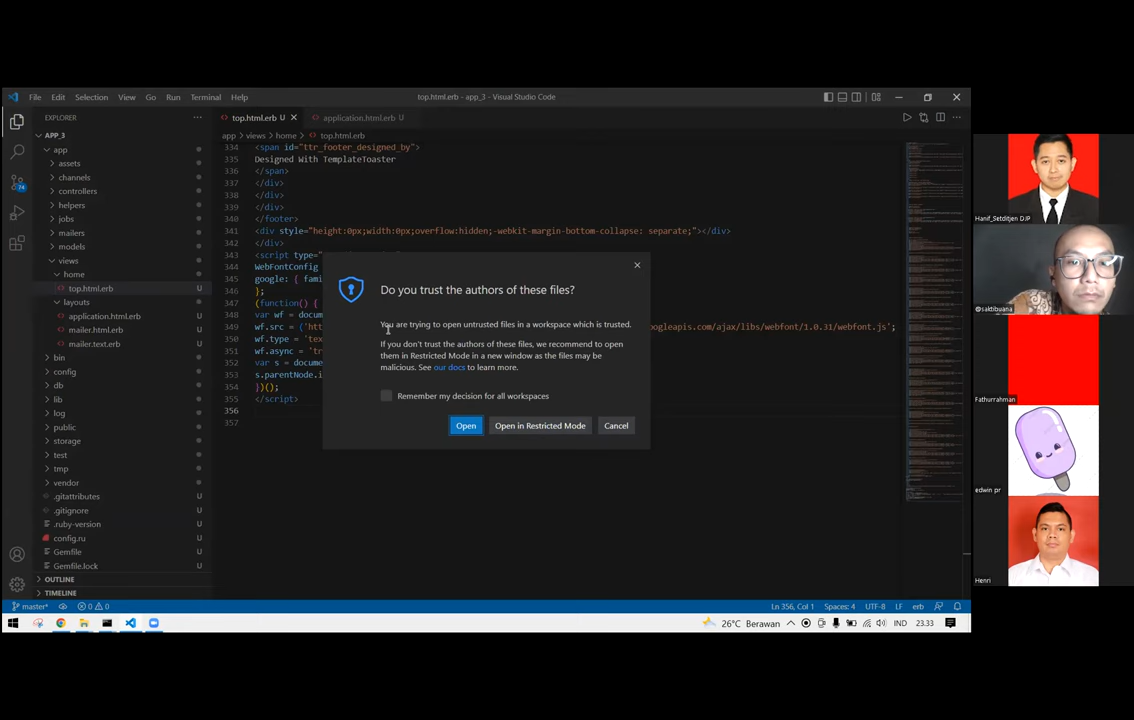 File Edit Selection View Go Run Terminal Help
top.html.erb - app_3 - Visual Studio Code
EXPLORER
APP_3
app
assets
channels
controllers
helpers
jobs
mailers
models
views
home
top.html.erb U
layouts
application.html.erb U
mailer.html.erb U
mailer.text.erb U
bin
config
db
lib
log
public
storage
test
tmp
vendor
.gitattributes U
.gitignore U
.ruby-version U
config.ru U
Gemfile U
Gemfile.lock U
OUTLINE
TIMELINE
74
top.html.erb U
application.html.erb U
app > views > home > top.html.erb
334 <span id="ttr_footer_designed_by">
335 Designed With TemplateToaster
336 </span>
337 </div>
338 </div>
339 </div>
340 </footer>
341 <div style="height:0px;width:0px;overflow:hidden;-webkit-margin-bottom-collapse: separate;"></div>
342 </div>
343 <script type=
344 WebFontConfig
345 google: { fami
346 };
347 (function() {
348 var wf = docum
349 wf.src = ('htt oogleapis.com/ajax/libs/webfont/1.0.31/webfont.js';
350 wf.type = 'tex
351 wf.async = 'tr
352 var s = docume
353 s.parentNode.i
354 })();
355 </script>
356
357
Do you trust the authors of these files?
You are trying to open untrusted files in a workspace which is trusted.
If you don't trust the authors of these files, we recommend to open
them in Restricted Mode in a new window as the files may be
malicious. See our docs to learn more.
Remember my decision for all workspaces
Open
Open in Restricted Mode
Cancel
master*
0 0
Ln 356, Col 1
Spaces: 4
UTF-8
LF
erb
26°C Berawan
IND
23.33
Hanif_Setditjen DJP
@saktibuana
Fathurrahman
edwin pr
Henri